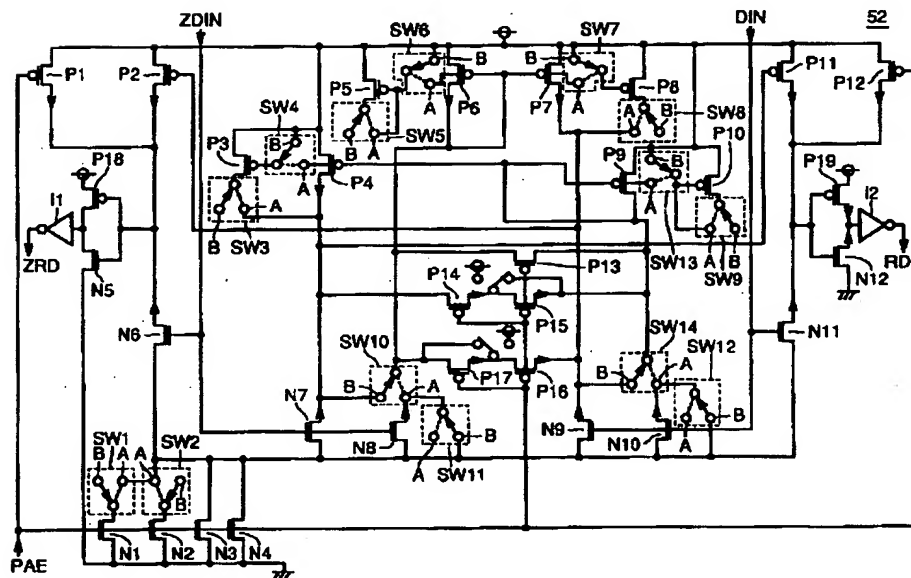 ZDIN DIN 52
SW6 SW7
P1 P2 B B P11 P12
P5 A P6 P7 A P8
SW4 SW8
P18 B B A A B P10 P19
P3 B A SW5 P9 B
A P4 A
I1 A SW13 A B I2
ZRD B SW3 SW9 RD
N5 P14 P13 N12
P15 SW14
N6 SW10 SW12 N11
B A P17 P16 B A
N7 B A B
N8 A SW11 N9 N10
SW1 SW2
B A A B
N1 N2 N3 N4
PAE